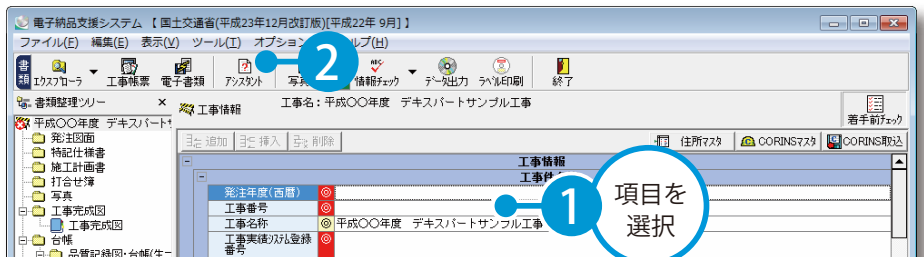 電子納品支援システム 【 国土交通省(平成23年12月改訂版)[平成22年 9月] 】
ファイル(F) 編集(E) 表示(V) ツール(T) オプション ルプ(H)
書類 エクスプローラ 工事帳票 電子書類 アシスタント 写真 情報チェック データ出力 ラベル印刷 終了
2
書類整理ツリー × 工事情報 工事名：平成〇〇年度 デキスパートサンプル工事
着手前チェック
平成〇〇年度 デキスパート
追加 挿入 削除 住所マスタ CORINSマスタ CORINS取込
発注図面
特記仕様書
施工計画書
打合せ簿
写真
工事完成図
工事完成図
台帳
品質記録図・台帳(生
工事情報
工事件
発注年度(西暦)
工事番号
工事名称 平成〇〇年度 デキスパートサンプル工事
工事実績システム登録
番号
1
項目を
選択